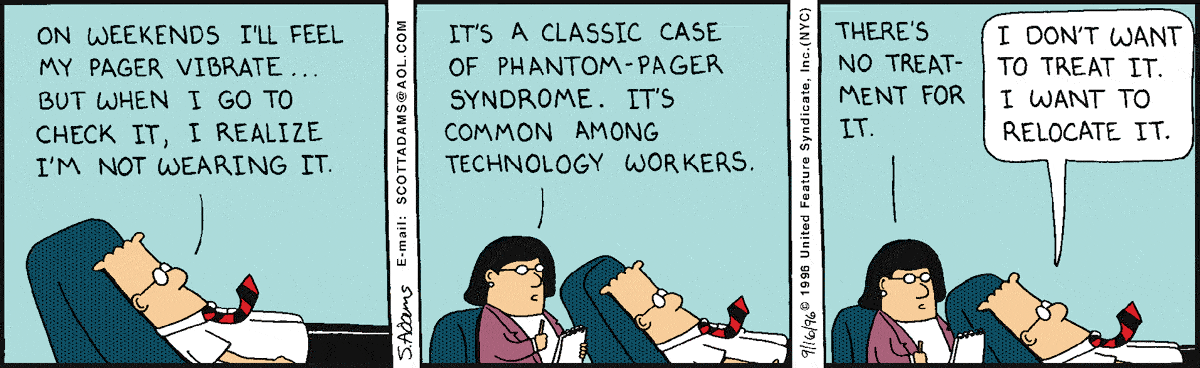 ON WEEKENDS I'LL FEEL
MY PAGER VIBRATE...
BUT WHEN I GO TO
CHECK IT, I REALIZE
I'M NOT WEARING IT.
S.Adams E-mail: SCOTTADAMS@AOL.COM
IT'S A CLASSIC CASE
OF PHANTOM-PAGER
SYNDROME. IT'S
COMMON AMONG
TECHNOLOGY WORKERS.
9/16/96 © 1996 United Feature Syndicate, Inc.(NYC)
THERE'S
NO TREAT-
MENT FOR
IT.
I DON'T WANT
TO TREAT IT.
I WANT TO
RELOCATE IT.